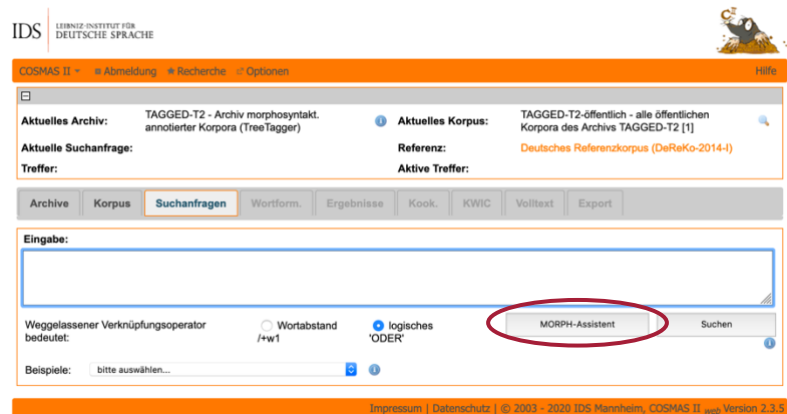 IDS LEIBNIZ-INSTITUT FÜR
DEUTSCHE SPRACHE
COSMAS II Abmeldung Recherche Optionen Hilfe
Aktuelles Archiv: TAGGED-T2 - Archiv morphosyntakt.
annotierter Korpora (TreeTagger)
Aktuelles Korpus: TAGGED-T2-öffentlich - alle öffentlichen
Korpora des Archivs TAGGED-T2 [1]
Aktuelle Suchanfrage: Referenz: Deutsches Referenzkorpus (DeReKo-2014-I)
Treffer: Aktive Treffer:
Archive Korpus Suchanfragen Wortform. Ergebnisse Kook. KWIC Volltext Export
Eingabe:
Weggelassener Verknüpfungsoperator
bedeutet:
Wortabstand
/+w1
logisches
'ODER'
MORPH-Assistent Suchen
Beispiele: bitte auswählen...
Impressum | Datenschutz | © 2003 - 2020 IDS Mannheim, COSMAS II web Version 2.3.5